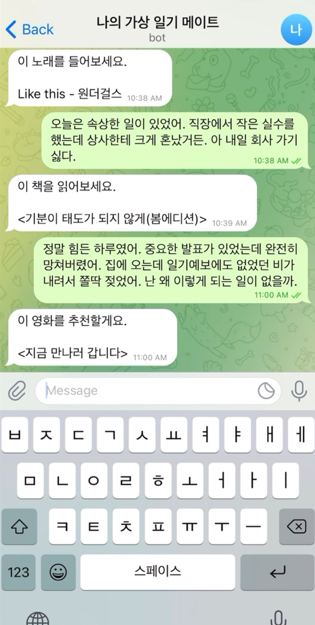 Back
나의 가상 일기 메이트
bot
나
이 노래를 들어보세요.
Like this - 원더걸스
10:38 AM
오늘은 속상한 일이 있었어. 직장에서 작은 실수를
했는데 상사한테 크게 혼났거든. 아 내일 회사 가기
싫다.
10:38 AM
이 책을 읽어보세요.
<기분이 태도가 되지 않게(봄에디션)>
10:39 AM
정말 힘든 하루였어. 중요한 발표가 있었는데 완전히
망쳐버렸어. 집에 오는데 일기예보에도 없었던 비가
내려서 쫄딱 젖었어. 난 왜 이렇게 되는 일이 없을까.
11:00 AM
이 영화를 추천할게요.
<지금 만나러 갑니다>
11:00 AM
Message
ㅂ ㅈ ㄷ ㄱ ㅅ ㅛ ㅕ ㅑ ㅐ ㅔ
ㅁ ㄴ ㅇ ㄹ ㅎ ㅗ ㅓ ㅏ ㅣ
ㅋ ㅌ ㅊ ㅍ ㅠ ㅜ ㅡ
123 스페이스